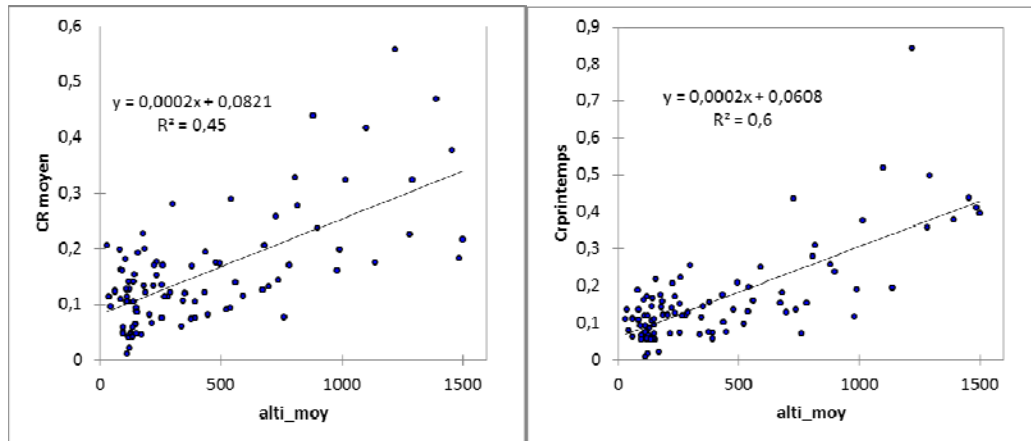 0,6
0,5
0,4
0,3
0,2
0,1
0
CR moyen
y = 0,0002x + 0,0821
R² = 0,45
0 500 1000 1500
alti_moy
0,9
0,8
0,7
0,6
0,5
0,4
0,3
0,2
0,1
0
Crprintemps
y = 0,0002x + 0,0608
R² = 0,6
0 500 1000 1500
alti_moy